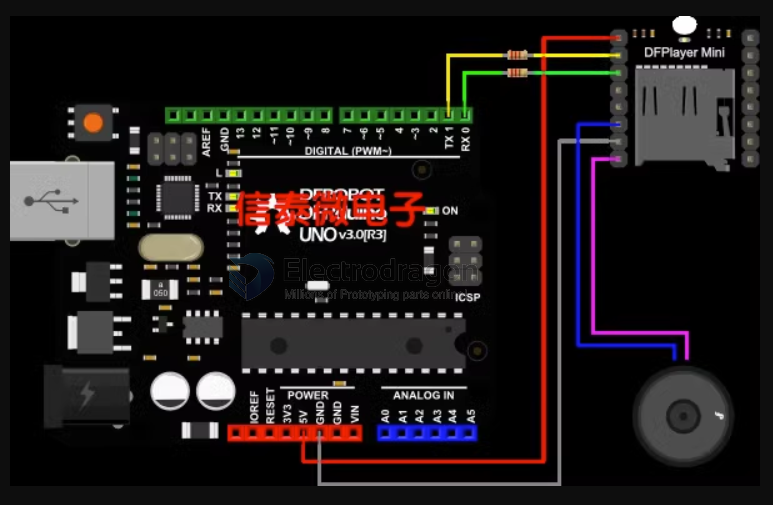 DFPlayer Mini
AREF
GND
13
12
~11
~10
~9
8
7
~6
~5
4
~3
2
TX 1
RX 0
DIGITAL (PWM~)
L
TX
RX
ON
信泰微电子
DFROBOT
UNO v3.0[R3]
Electrodragon
Millions of Prototyping parts online!
ICSP
a
050
POWER
ANALOG IN
IOREF
RESET
3V3
5V
GND
GND
VIN
A0
A1
A2
A3
A4
A5